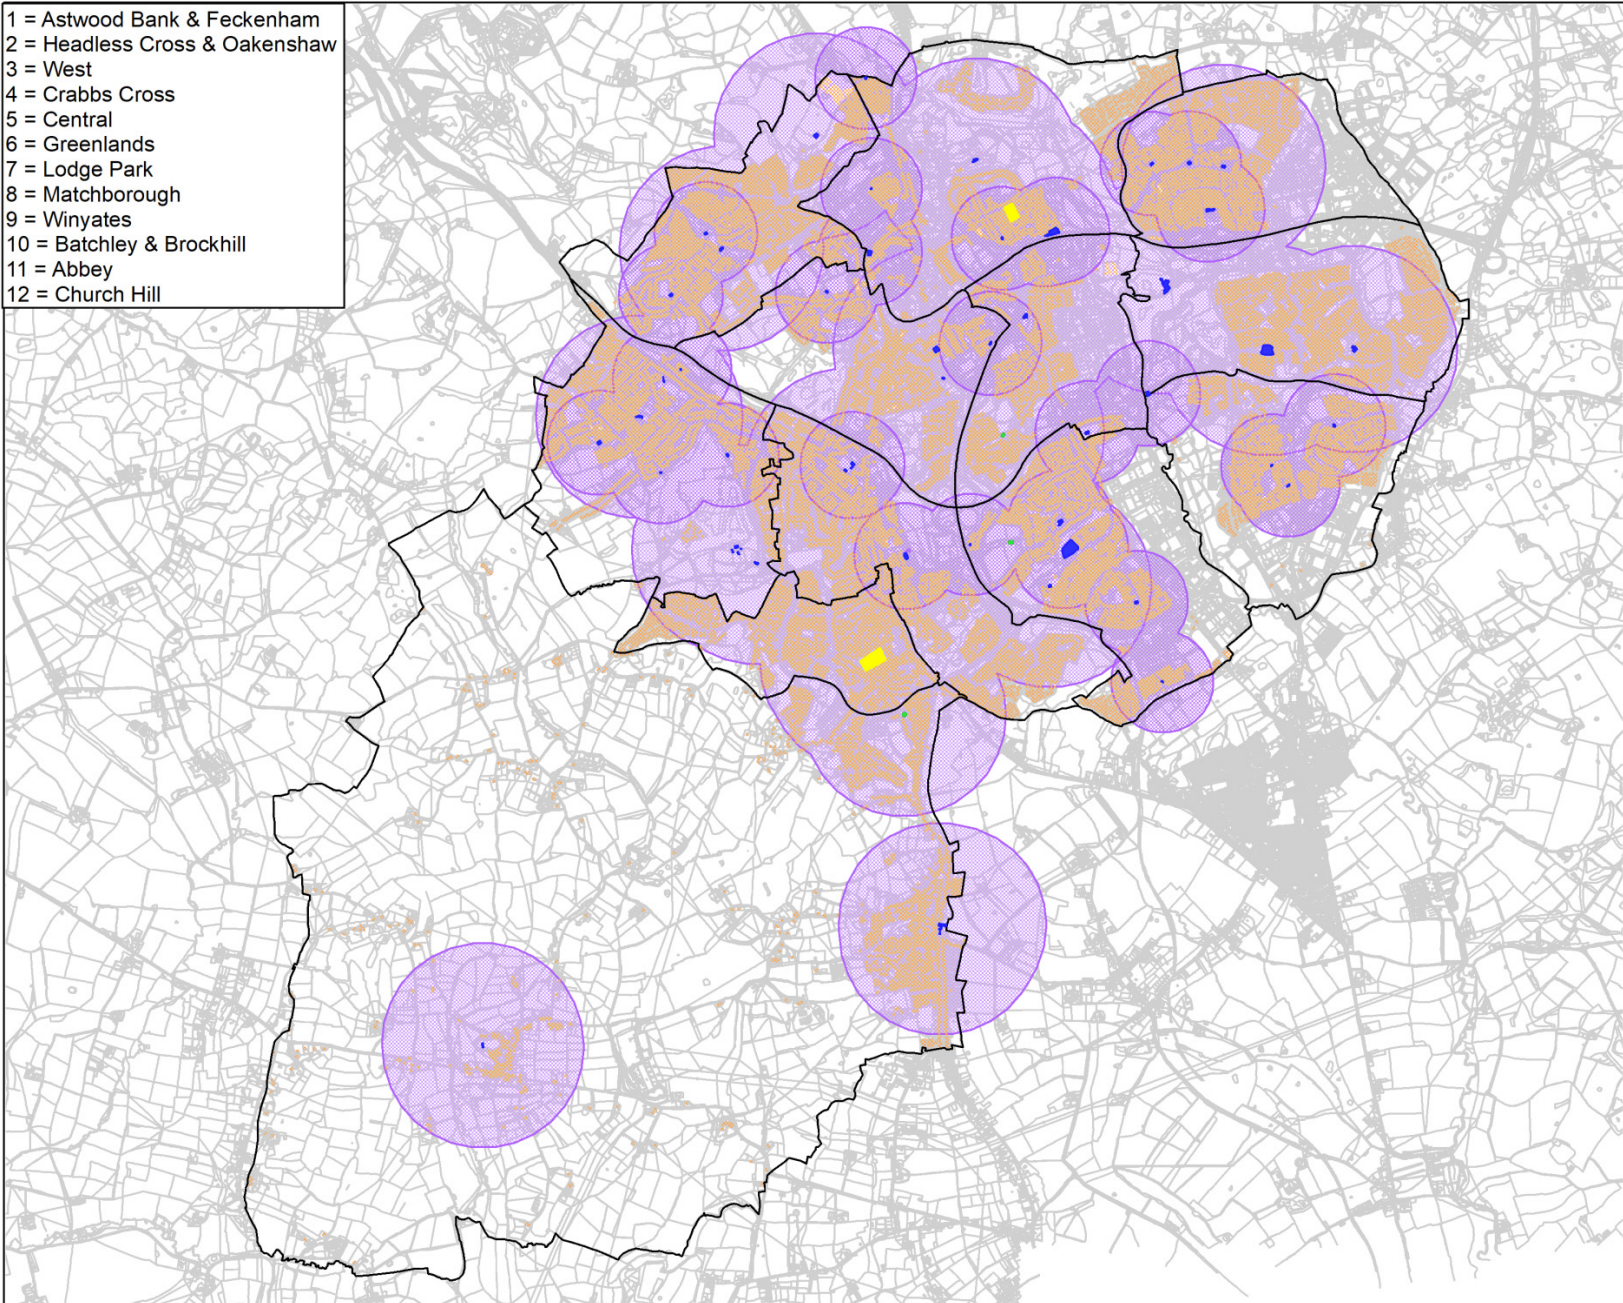 1 = Astwood Bank & Feckenham
2 = Headless Cross & Oakenshaw
3 = West
4 = Crabbs Cross
5 = Central
6 = Greenlands
7 = Lodge Park
8 = Matchborough
9 = Winyates
10 = Batchley & Brockhill
11 = Abbey
12 = Church Hill